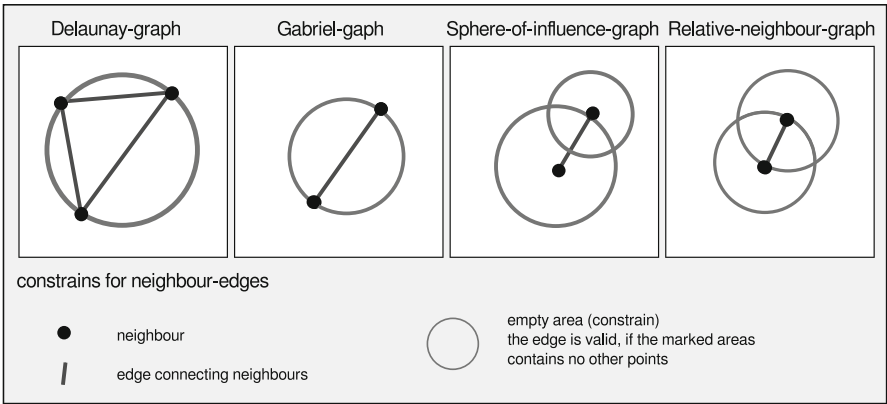 Delaunay-graph
Gabriel-gaph
Sphere-of-influence-graph
Relative-neighbour-graph
constrains for neighbour-edges
neighbour
edge connecting neighbours
empty area (constrain)
the edge is valid, if the marked areas
contains no other points